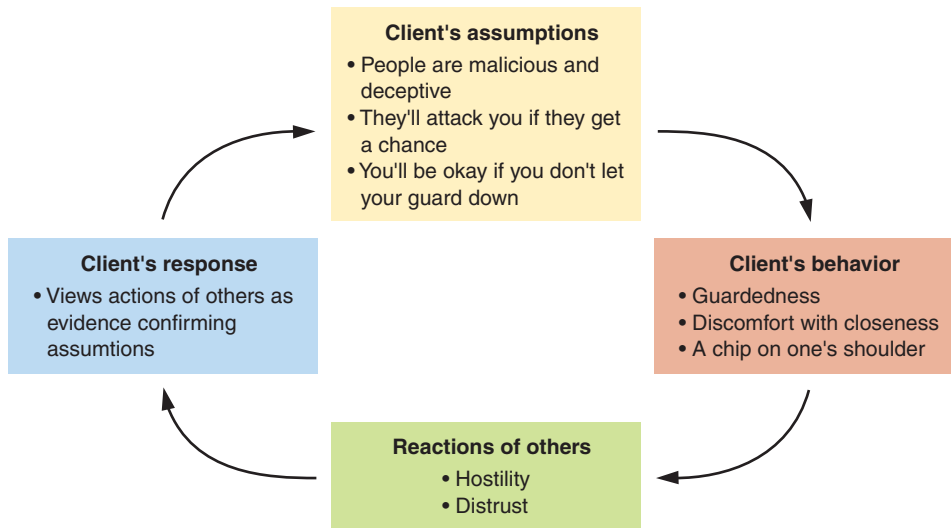 Client's assumptions
• People are malicious and
deceptive
• They'll attack you if they get
a chance
• You'll be okay if you don't let
your guard down
Client's behavior
• Guardedness
• Discomfort with closeness
• A chip on one's shoulder
Reactions of others
• Hostility
• Distrust
Client's response
• Views actions of others as
evidence confirming
assumtions